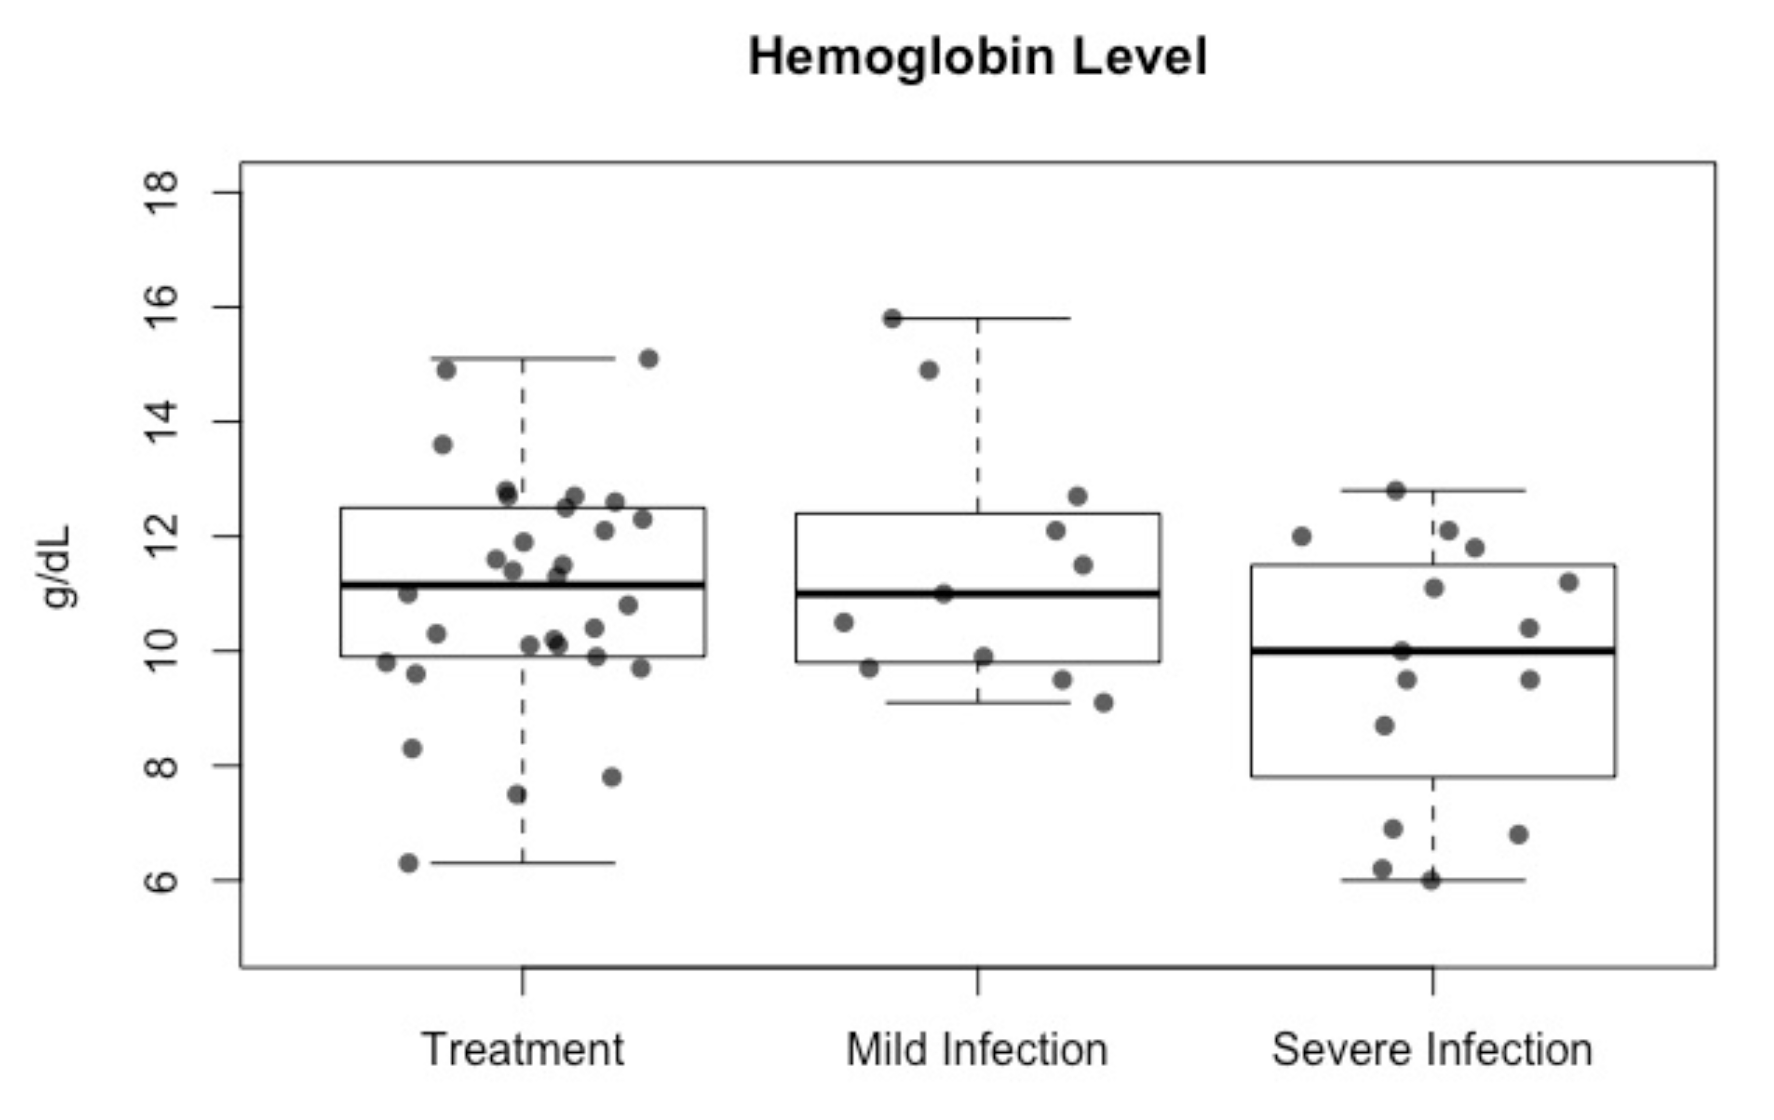 Hemoglobin Level
g/dL
18
16
14
12
10
8
6
Treatment
Mild Infection
Severe Infection